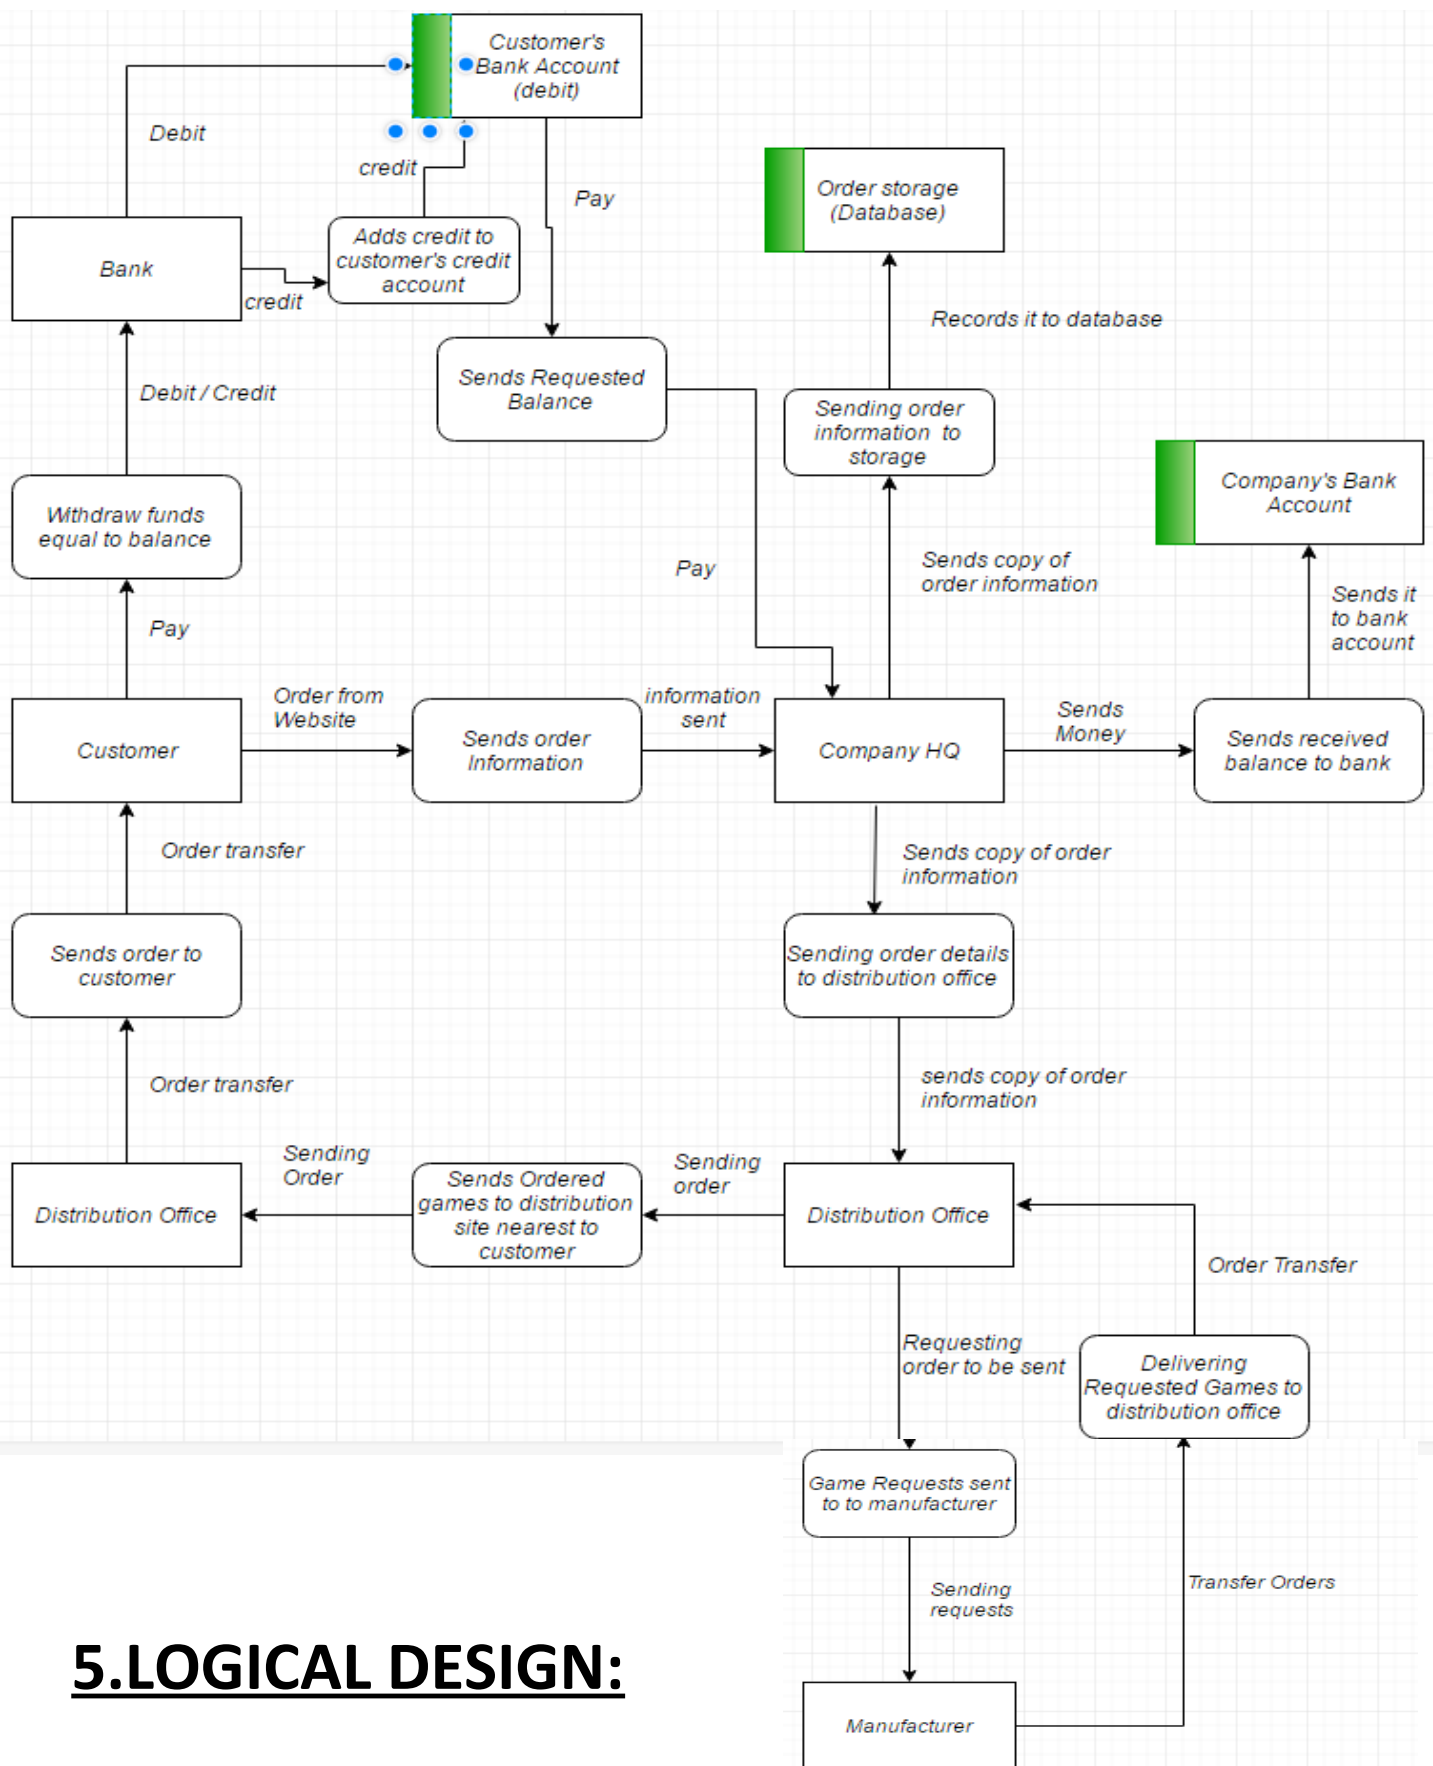 Customer's
Bank Account
(debit)
Debit
credit
Pay
Order storage
(Database)
Adds credit to
customer's credit
account
Bank
credit
Records it to database
Debit / Credit
Sends Requested
Balance
Sending order
information to
storage
Company's Bank
Account
Withdraw funds
equal to balance
Pay
Sends copy of
order information
Sends it
to bank
account
Pay
Order from
Website
information
sent
Sends
Money
Customer
Sends order
Information
Company HQ
Sends received
balance to bank
Order transfer
Sends copy of order
information
Sends order to
customer
Sending order details
to distribution office
Order transfer
sends copy of order
information
Sending
Order
Sending
order
Distribution Office
Sends Ordered
games to distribution
site nearest to
customer
Distribution Office
Order Transfer
Requesting
order to be sent
Delivering
Requested Games to
distribution office
Game Requests sent
to to manufacturer
Sending
requests
Transfer Orders
5.LOGICAL DESIGN:
Manufacturer